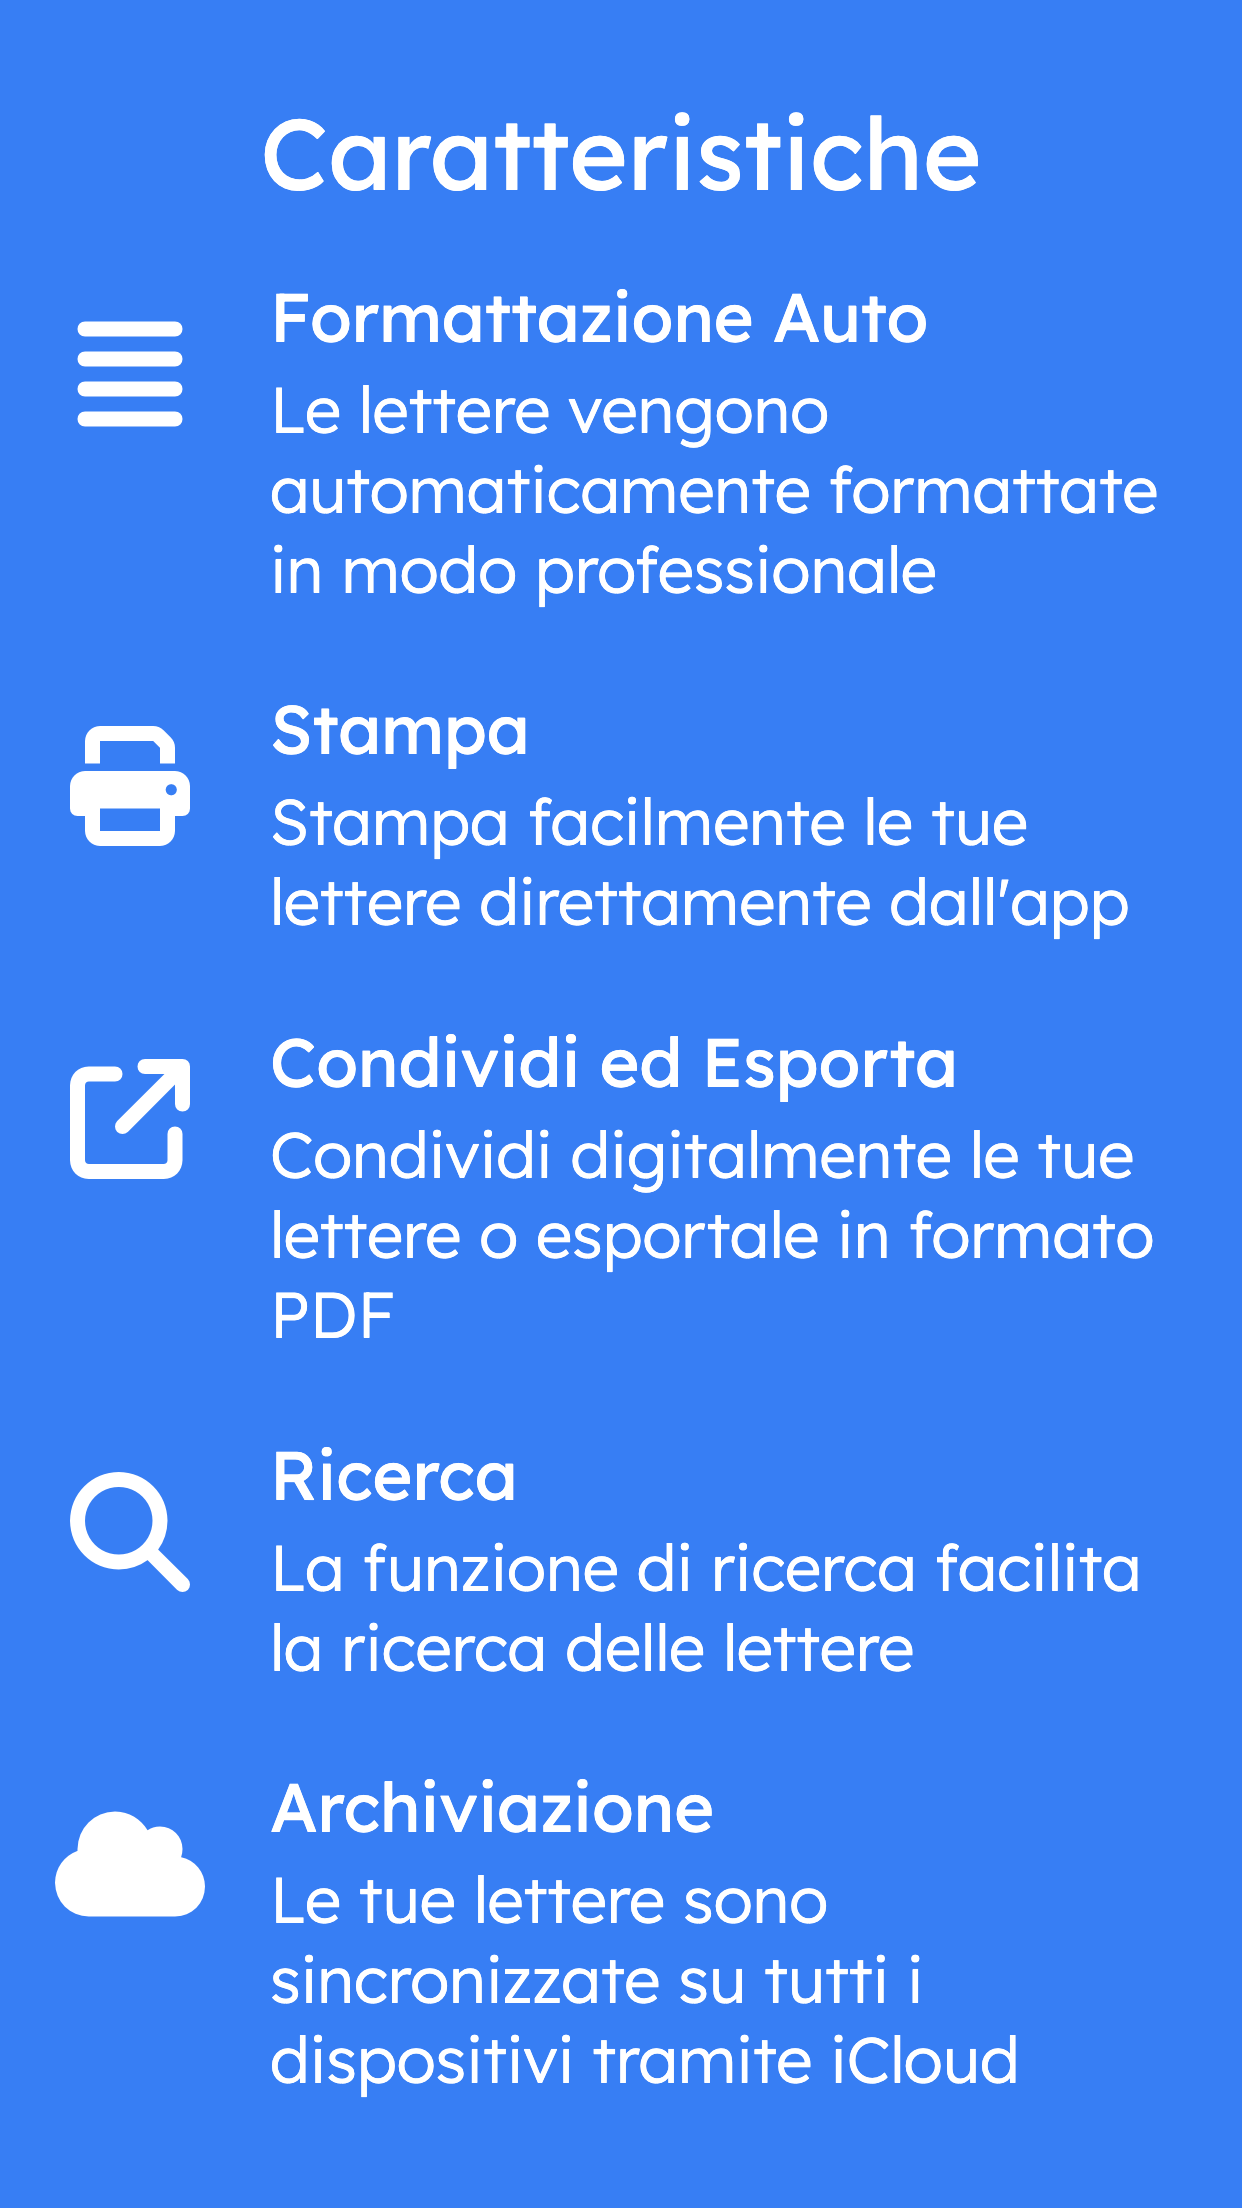 Caratteristiche
Formattazione Auto
Le lettere vengono
automaticamente formattate
in modo professionale
Stampa
Stampa facilmente le tue
lettere direttamente dall'app
Condividi ed Esporta
Condividi digitalmente le tue
lettere o esportale in formato
PDF
Ricerca
La funzione di ricerca facilita
la ricerca delle lettere
Archiviazione
Le tue lettere sono
sincronizzate su tutti i
dispositivi tramite iCloud